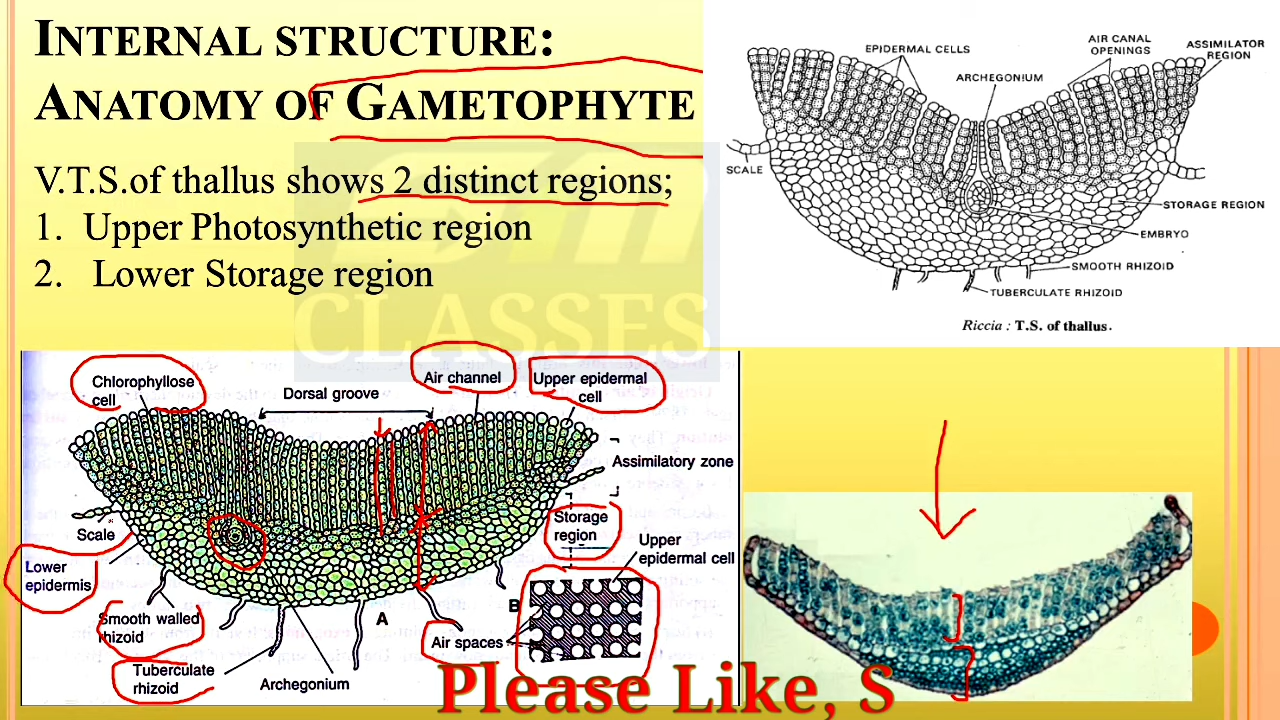 INTERNAL STRUCTURE:
ANATOMY OF GAMETOPHYTE
V.T.S.of thallus shows 2 distinct regions;
1. Upper Photosynthetic region
2. Lower Storage region
CLASSES
EPIDERMAL CELLS
AIR CANAL
OPENINGS
ASSIMILATOR
REGION
ARCHEGONIUM
SCALE
STORAGE REGION
EMBRYO
SMOOTH RHIZOID
TUBERCULATE RHIZOID
Riccia : T.S. of thallus.
Chlorophyllose
cell
Dorsal groove
Air channel
Upper epidermal
cell
Assimilatory zone
Scale
Storage
region
Upper
epidermal cell
Lower
epidermis
Smooth walled
rhizoid
A
B
Air spaces
Tuberculate
rhizoid
Archegonium
Please Like, S